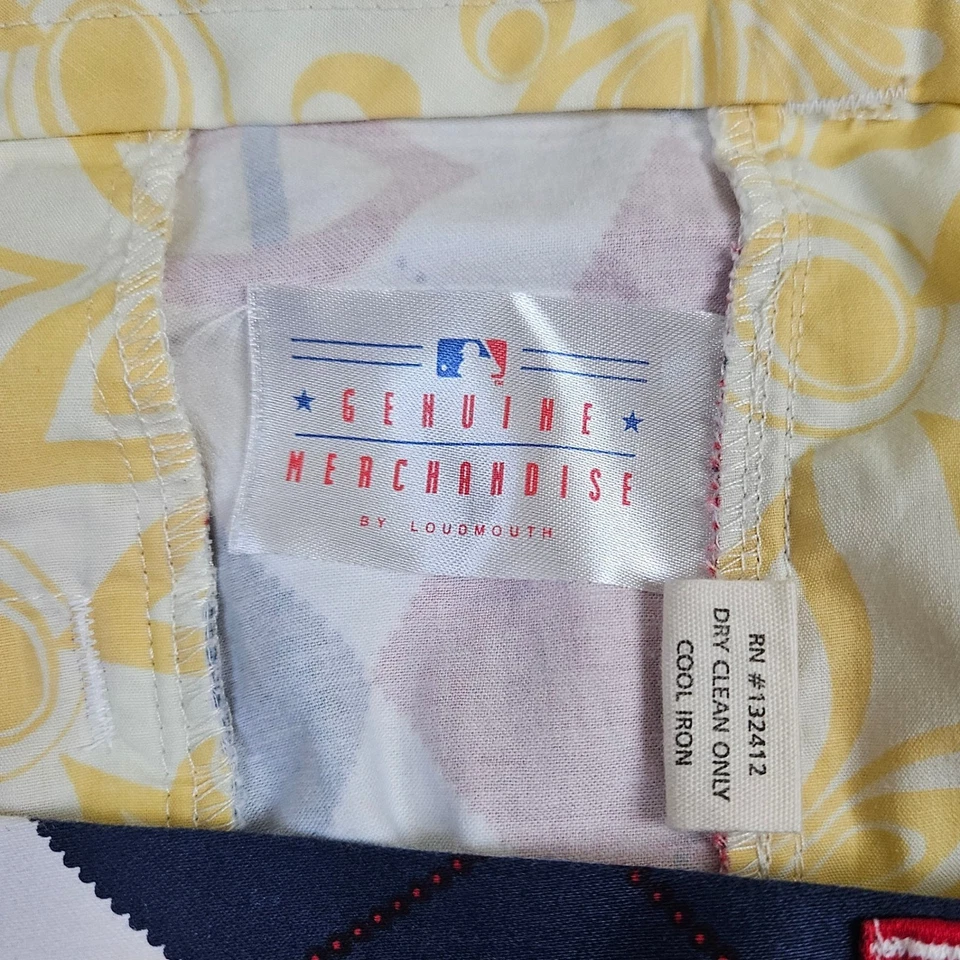 GENUINE
MERCHANDISE
BY LOUDMOUTH
RN #132412
DRY CLEAN ONLY
COOL IRON